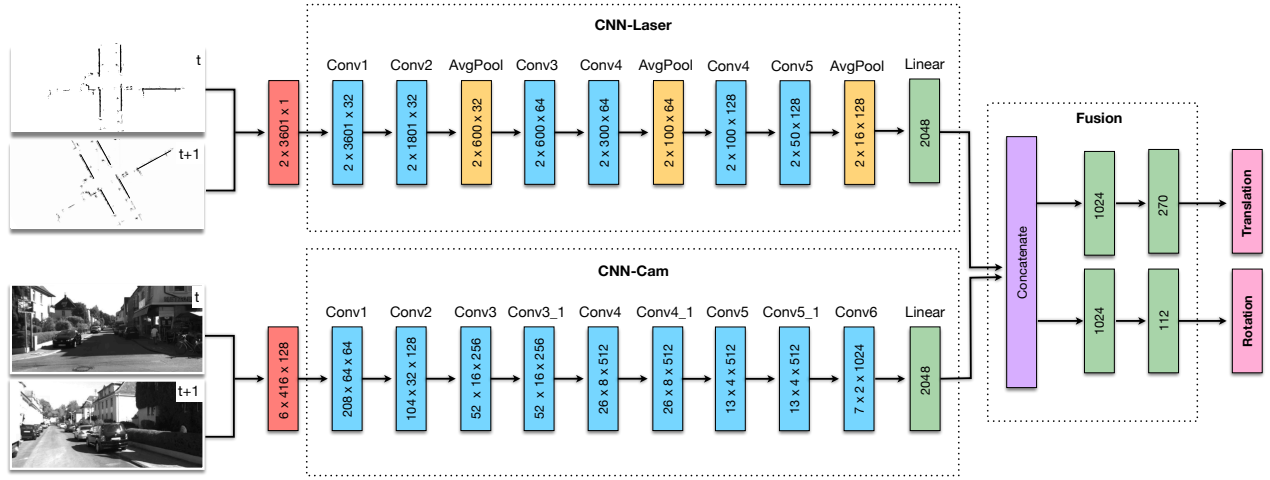 CNN-Laser
t
t+1
2 x 3601 x 1
Conv1
2 x 3601 x 32
Conv2
2 x 1801 x 32
AvgPool
2 x 600 x 32
Conv3
2 x 600 x 64
Conv4
2 x 300 x 64
AvgPool
2 x 100 x 64
Conv4
2 x 100 x 128
Conv5
2 x 50 x 128
AvgPool
2 x 16 x 128
Linear
2048
CNN-Cam
t
t+1
6 x 416 x 128
Conv1
208 x 64 x 64
Conv2
104 x 32 x 128
Conv3
52 x 16 x 256
Conv3_1
52 x 16 x 256
Conv4
26 x 8 x 512
Conv4_1
26 x 8 x 512
Conv5
13 x 4 x 512
Conv5_1
13 x 4 x 512
Conv6
7 x 2 x 1024
Linear
2048
Fusion
Concatenate
1024
270
Translation
1024
112
Rotation